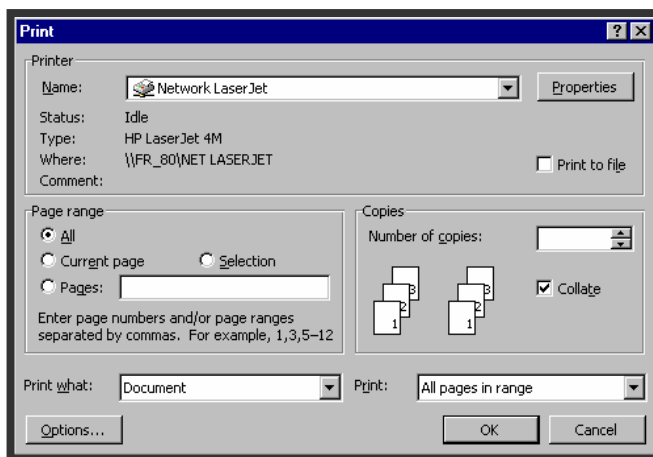 Print
Printer
Name: Network LaserJet Properties
Status: Idle
Type: HP LaserJet 4M
Where: \\FR_80\NET LASERJET
Comment: Print to file
Page range Copies
All Number of copies:
Current page Selection
Pages: Collate
1 2 3 1 2 3
Enter page numbers and/or page ranges
separated by commas. For example, 1,3,5–12
Print what: Document Print: All pages in range
Options... OK Cancel